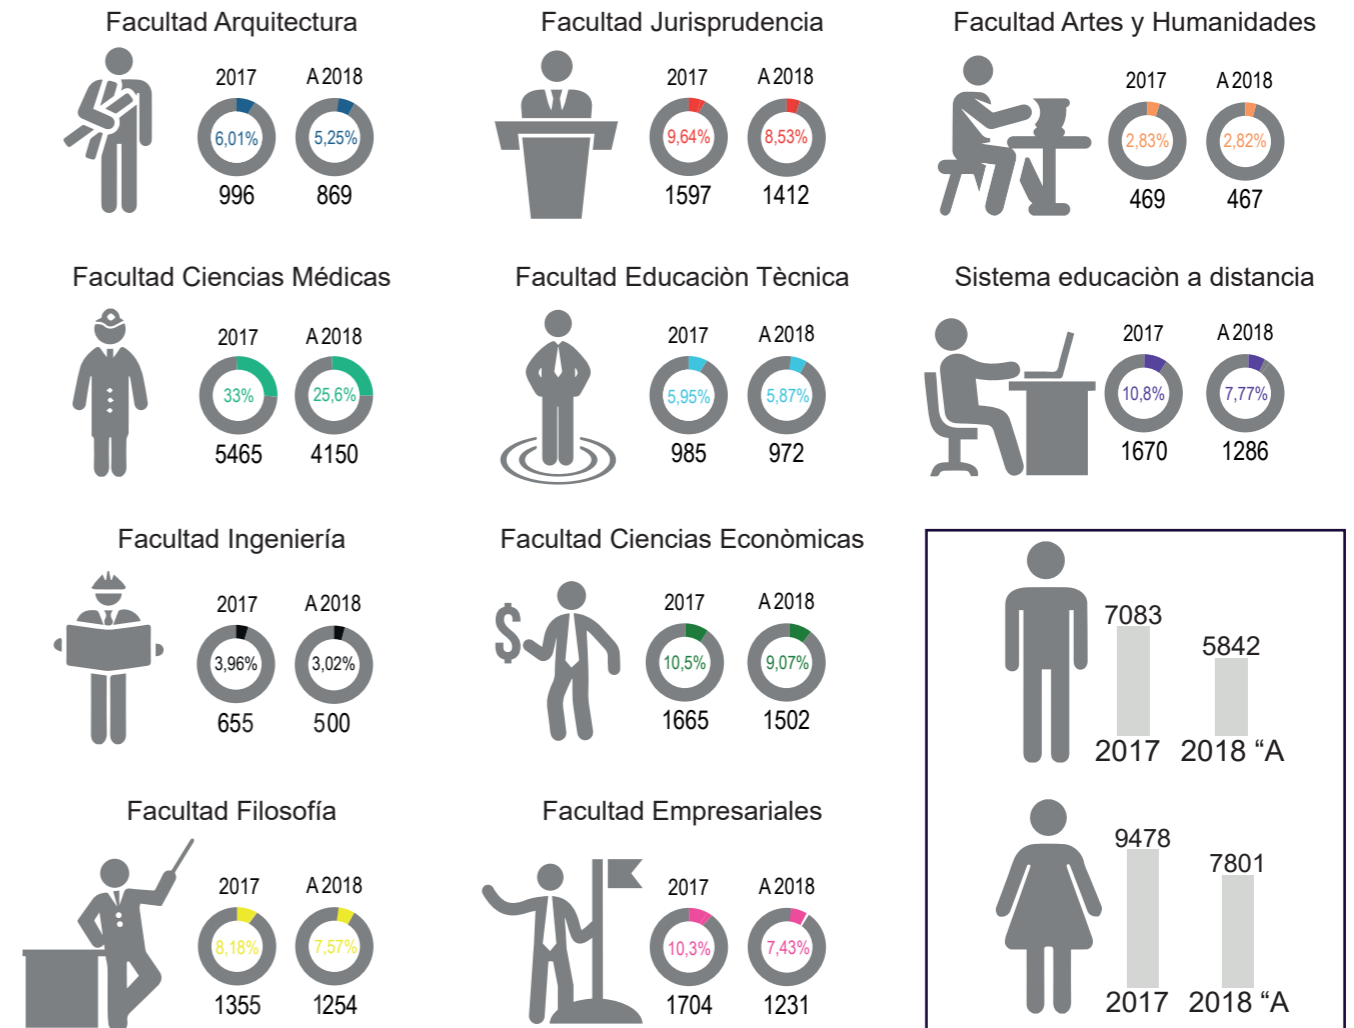 Facultad Arquitectura
2017 A 2018
6,01% 5,25%
996 869
Facultad Jurisprudencia
2017 A 2018
9,64% 8,53%
1597 1412
Facultad Artes y Humanidades
2017 A 2018
2,83% 2,82%
469 467
Facultad Ciencias Médicas
2017 A 2018
33% 25,6%
5465 4150
Facultad Educaciòn Tècnica
2017 A 2018
5,95% 5,87%
985 972
Sistema educaciòn a distancia
2017 A 2018
10,8% 7,77%
1670 1286
Facultad Ingeniería
2017 A 2018
3,96% 3,02%
655 500
Facultad Ciencias Econòmicas
2017 A 2018
$
10,5% 9,07%
1665 1502
7083
5842
2017 2018 “A
Facultad Filosofía
2017 A 2018
8,18% 7,57%
1355 1254
Facultad Empresariales
2017 A 2018
10,3% 7,43%
1704 1231
9478
7801
2017 2018 “A